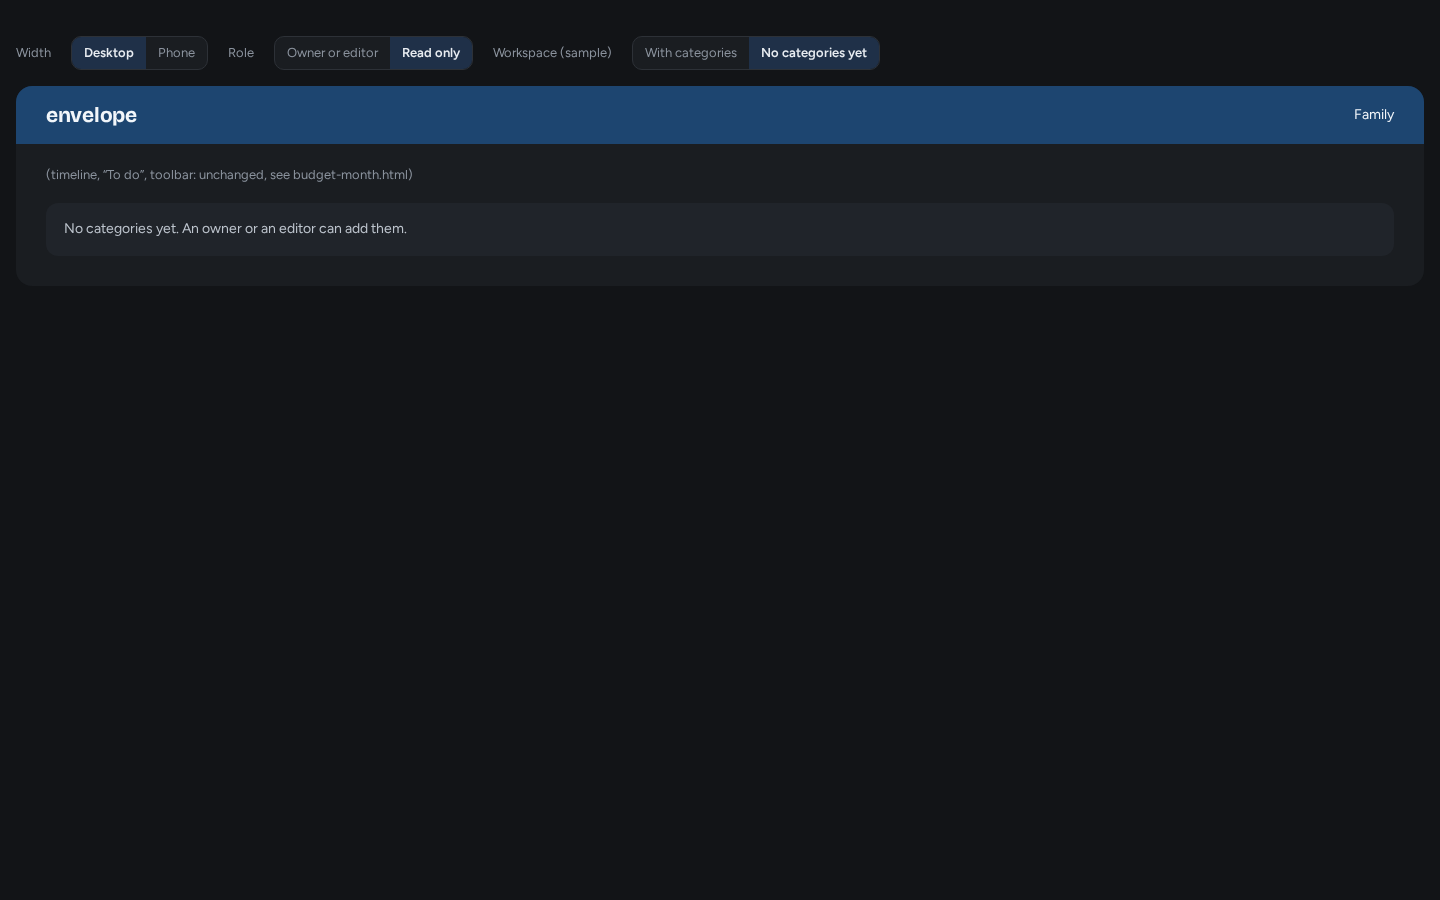 Width Desktop Phone Role Owner or editor Read only Workspace (sample) With categories No categories yet
envelope Family
(timeline, “To do”, toolbar: unchanged, see budget-month.html)
No categories yet. An owner or an editor can add them.